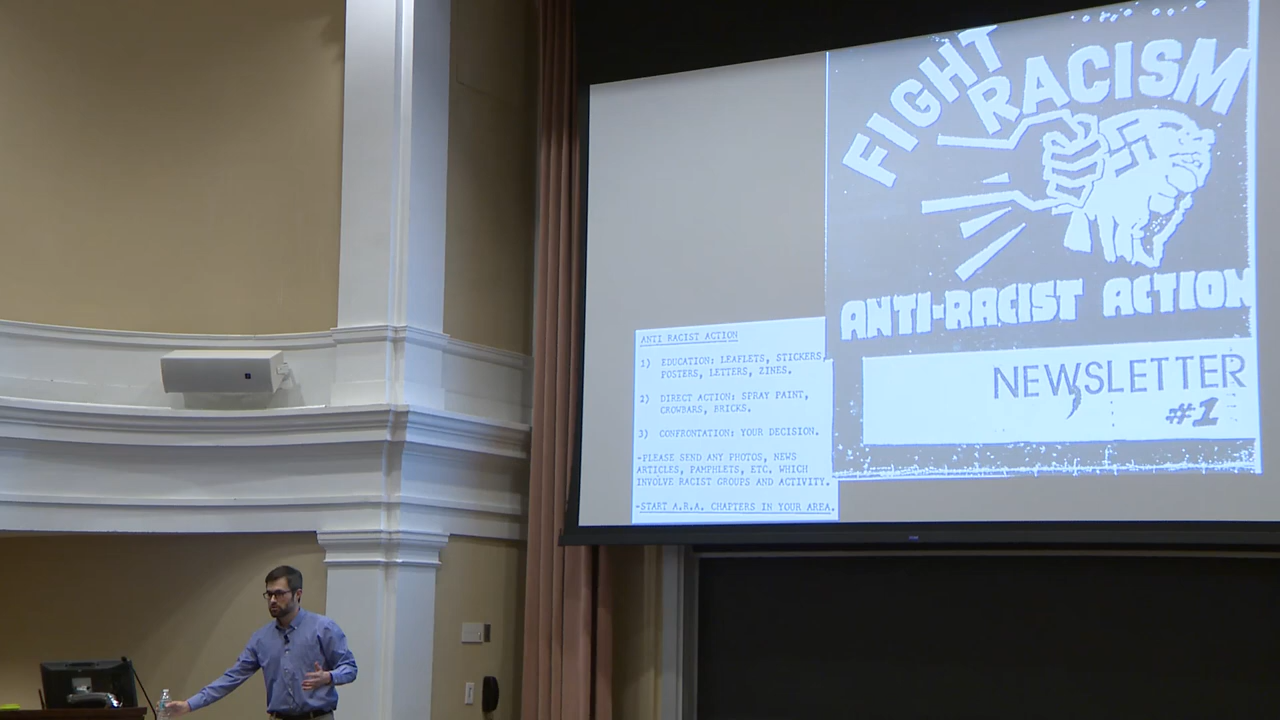 ANTI RACIST ACTION
1) EDUCATION: LEAFLETS, STICKERS,
POSTERS, LETTERS, ZINES.
2) DIRECT ACTION: SPRAY PAINT,
CROWBARS, BRICKS.
3) CONFRONTATION: YOUR DECISION.
-PLEASE SEND ANY PHOTOS, NEWS
ARTICLES, PAMPHLETS, ETC. WHICH
INVOLVE RACIST GROUPS AND ACTIVITY.
-START A.R.A. CHAPTERS IN YOUR AREA.
FIGHT
RACISM
ANTI-RACIST ACTION
NEWSLETTER
#1